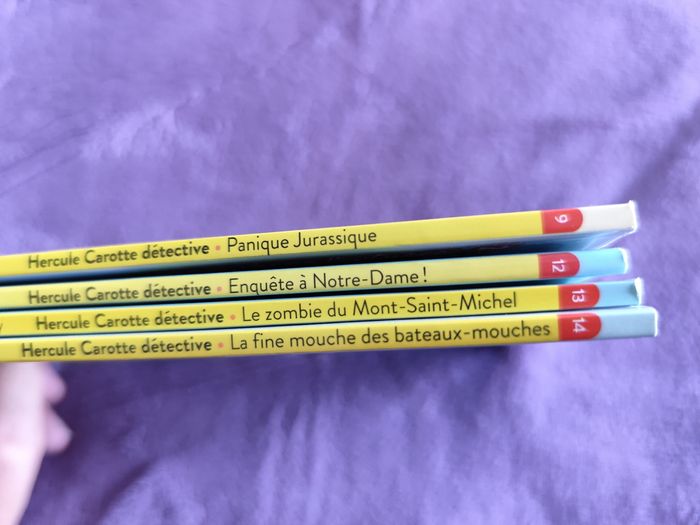 Hercule Carotte détective • Panique Jurassique 9
Hercule Carotte détective • Enquête à Notre-Dame ! 12
Hercule Carotte détective • Le zombie du Mont-Saint-Michel 13
Hercule Carotte détective • La fine mouche des bateaux-mouches 14